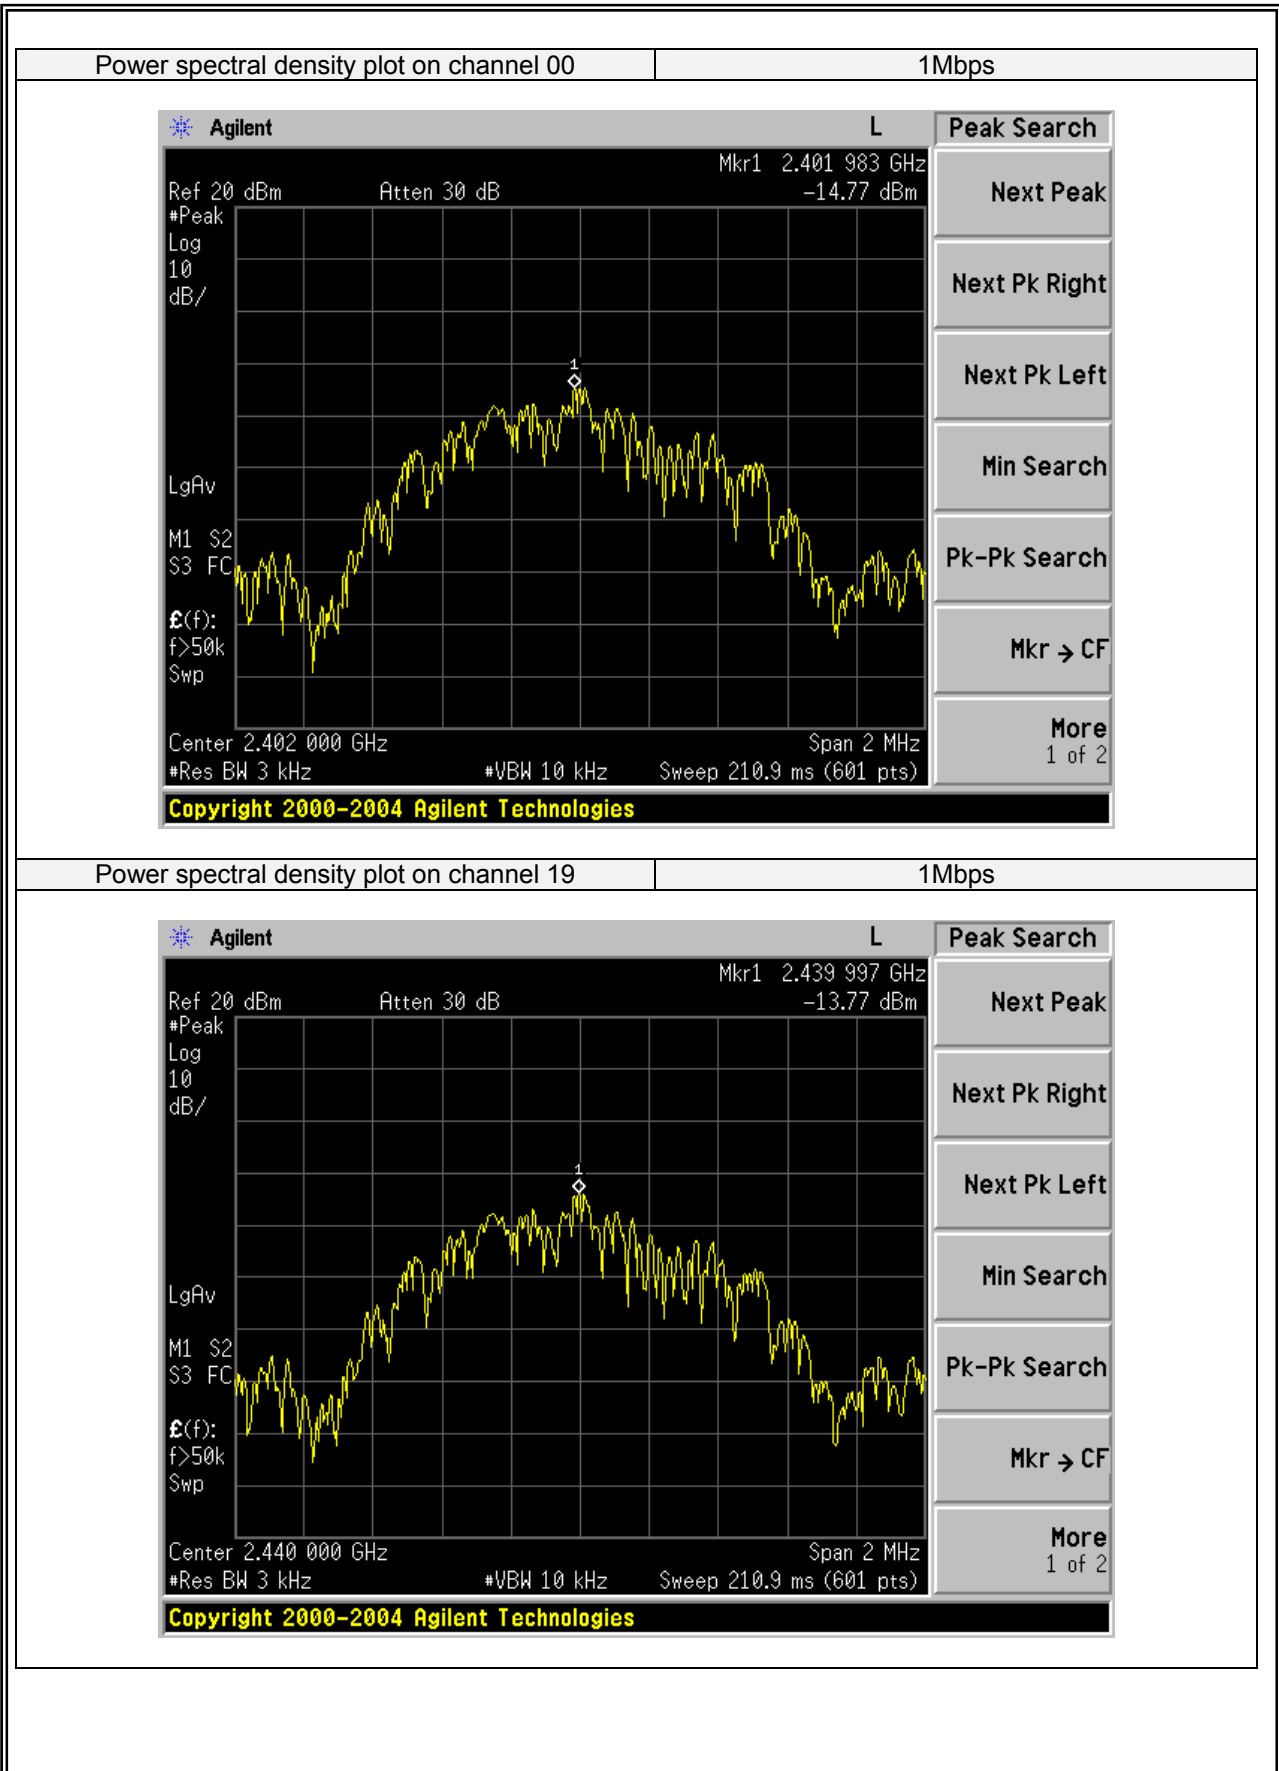 Power spectral density plot on channel 00 1Mbps
Agilent L Peak Search
Mkr1 2.401 983 GHz
Ref 20 dBm Atten 30 dB -14.77 dBm
#Peak
Log
10
dB/
1
LgAv
M1 S2
S3 FC
£(f):
f>50k
Swp
Center 2.402 000 GHz Span 2 MHz
#Res BW 3 kHz #VBW 10 kHz Sweep 210.9 ms (601 pts)
Copyright 2000-2004 Agilent Technologies
Next Peak
Next Pk Right
Next Pk Left
Min Search
Pk-Pk Search
Mkr → CF
More
1 of 2
Power spectral density plot on channel 19 1Mbps
Agilent L Peak Search
Mkr1 2.439 997 GHz
Ref 20 dBm Atten 30 dB -13.77 dBm
#Peak
Log
10
dB/
1
LgAv
M1 S2
S3 FC
£(f):
f>50k
Swp
Center 2.440 000 GHz Span 2 MHz
#Res BW 3 kHz #VBW 10 kHz Sweep 210.9 ms (601 pts)
Copyright 2000-2004 Agilent Technologies
Next Peak
Next Pk Right
Next Pk Left
Min Search
Pk-Pk Search
Mkr → CF
More
1 of 2